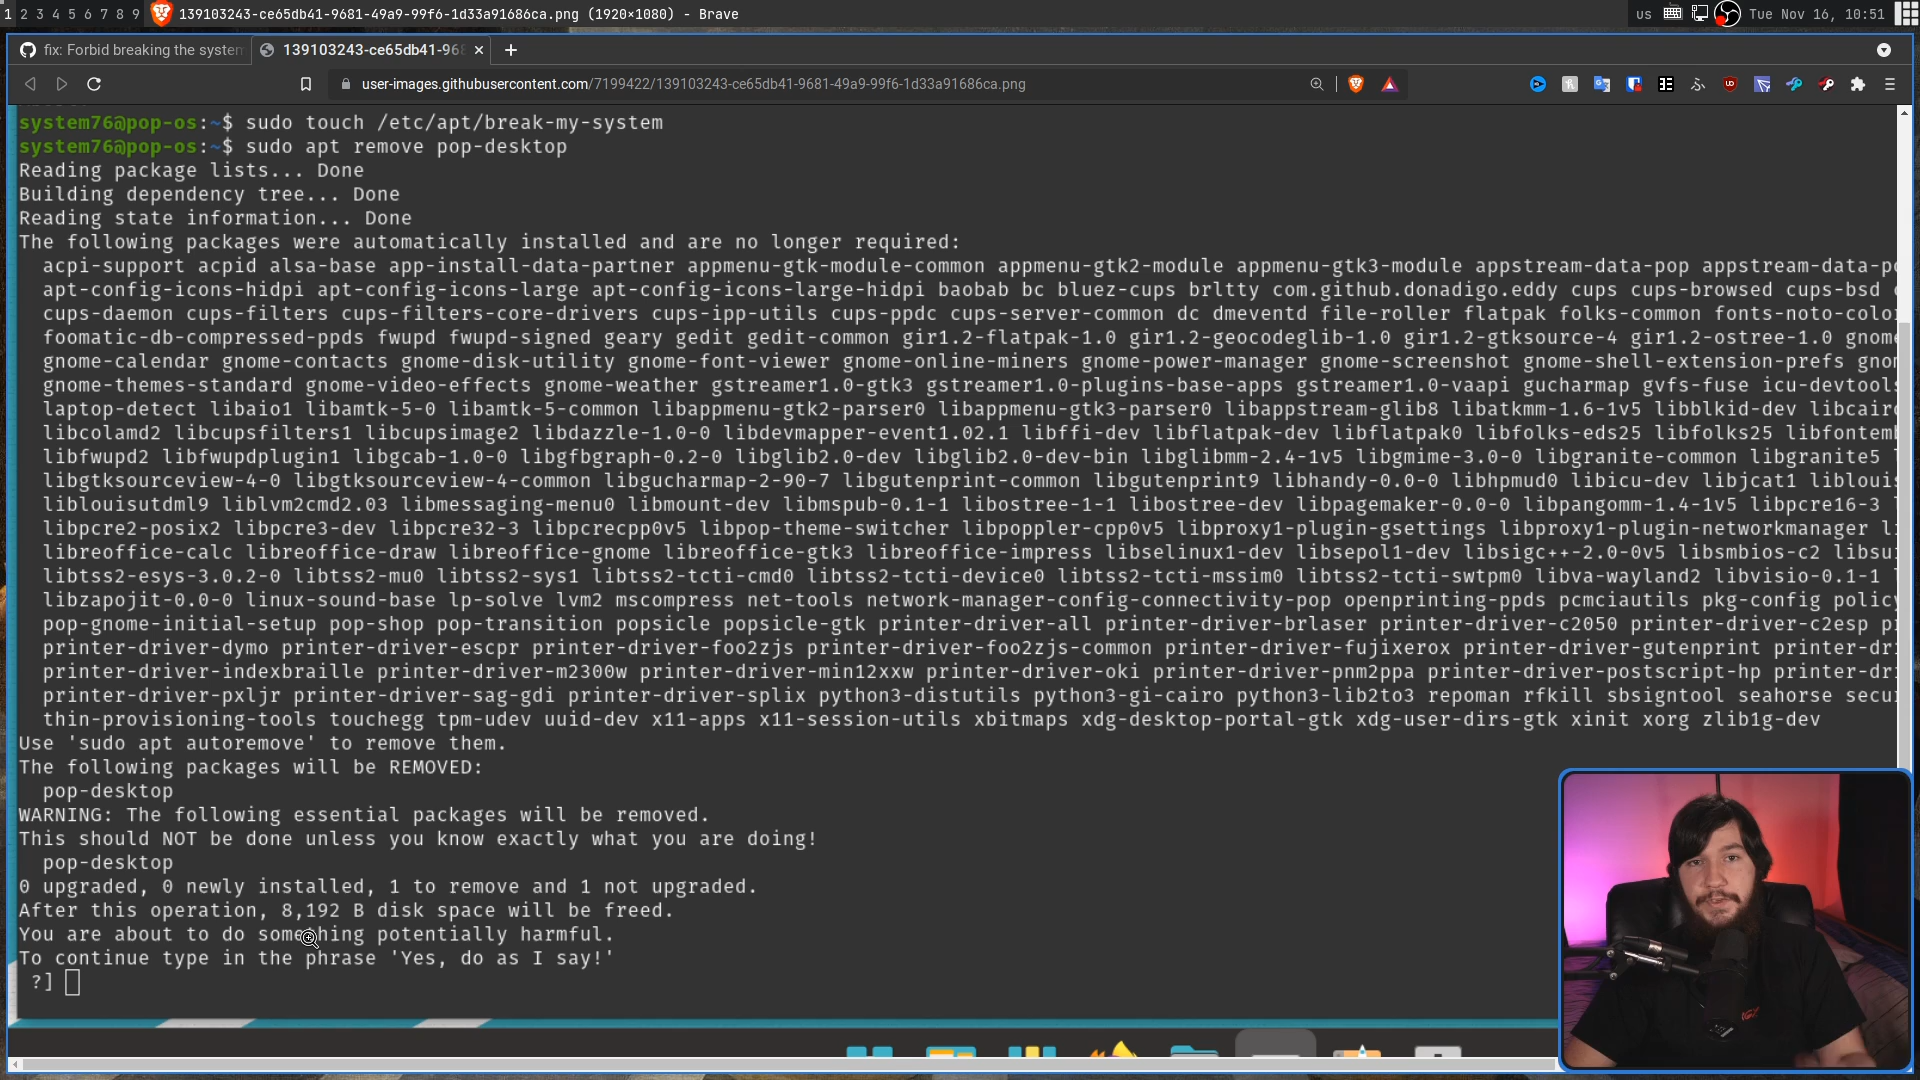 1 2 3 4 5 6 7 8 9 139103243-ce65db41-9681-49a9-99f6-1d33a91686ca.png (1920×1080) - Brave us Tue Nov 16, 10:51
fix: Forbid breaking the system 139103243-ce65db41-968
user-images.githubusercontent.com/7199422/139103243-ce65db41-9681-49a9-99f6-1d33a91686ca.png
system76@pop-os:~$ sudo touch /etc/apt/break-my-system
system76@pop-os:~$ sudo apt remove pop-desktop
Reading package lists... Done
Building dependency tree... Done
Reading state information... Done
The following packages were automatically installed and are no longer required:
acpi-support acpid alsa-base app-install-data-partner appmenu-gtk-module-common appmenu-gtk2-module appmenu-gtk3-module appstream-data-pop appstream-data-po
apt-config-icons-hidpi apt-config-icons-large apt-config-icons-large-hidpi baobab bc bluez-cups brltty com.github.donadigo.eddy cups cups-browsed cups-bsd
cups-daemon cups-filters cups-filters-core-drivers cups-ipp-utils cups-ppdc cups-server-common dc dmeventd file-roller flatpak folks-common fonts-noto-colo
foomatic-db-compressed-ppds fwupd fwupd-signed geary gedit gedit-common gir1.2-flatpak-1.0 gir1.2-geocodeglib-1.0 gir1.2-gtksource-4 gir1.2-ostree-1.0 gnome
gnome-calendar gnome-contacts gnome-disk-utility gnome-font-viewer gnome-online-miners gnome-power-manager gnome-screenshot gnome-shell-extension-prefs gnom
gnome-themes-standard gnome-video-effects gnome-weather gstreamer1.0-gtk3 gstreamer1.0-plugins-base-apps gstreamer1.0-vaapi gucharmap gvfs-fuse icu-devtools
laptop-detect libaio1 libamtk-5-0 libamtk-5-common libappmenu-gtk2-parser0 libappmenu-gtk3-parser0 libappstream-glib8 libatkmm-1.6-1v5 libblkid-dev libcairo
libcolamd2 libcupsfilters1 libcupsimage2 libdazzle-1.0-0 libdevmapper-event1.02.1 libffi-dev libflatpak-dev libflatpak0 libfolks-eds25 libfolks25 libfontemb
libfwupd2 libfwupdplugin1 libgcab-1.0-0 libgfbgraph-0.2-0 libglib2.0-dev libglib2.0-dev-bin libglibmm-2.4-1v5 libgmime-3.0-0 libgranite-common libgranite5
libgtksourceview-4-0 libgtksourceview-4-common libgucharmap-2-90-7 libgutenprint-common libgutenprint9 libhandy-0.0-0 libhpmud0 libicu-dev libjcat1 liblouis
liblouisutdml9 liblvm2cmd2.03 libmessaging-menu0 libmount-dev libmspub-0.1-1 libostree-1-1 libostree-dev libpagemaker-0.0-0 libpangomm-1.4-1v5 libpcre16-3
libpcre2-posix2 libpcre3-dev libpcre32-3 libpcrecpp0v5 libpop-theme-switcher libpoppler-cpp0v5 libproxy1-plugin-gsettings libproxy1-plugin-networkmanager li
libreoffice-calc libreoffice-draw libreoffice-gnome libreoffice-gtk3 libreoffice-impress libselinux1-dev libsepol1-dev libsigc++-2.0-0v5 libsmbios-c2 libsu
libtss2-esys-3.0.2-0 libtss2-mu0 libtss2-sys1 libtss2-tcti-cmd0 libtss2-tcti-device0 libtss2-tcti-mssim0 libtss2-tcti-swtpm0 libva-wayland2 libvisio-0.1-1
libzapojit-0.0-0 linux-sound-base lp-solve lvm2 mscompress net-tools network-manager-config-connectivity-pop openprinting-ppds pcmciautils pkg-config policy
pop-gnome-initial-setup pop-shop pop-transition popsicle popsicle-gtk printer-driver-all printer-driver-brlaser printer-driver-c2050 printer-driver-c2esp p
printer-driver-dymo printer-driver-escpr printer-driver-foo2zjs printer-driver-foo2zjs-common printer-driver-fujixerox printer-driver-gutenprint printer-dri
printer-driver-indexbraille printer-driver-m2300w printer-driver-min12xxw printer-driver-oki printer-driver-pnm2ppa printer-driver-postscript-hp printer-dri
printer-driver-pxljr printer-driver-sag-gdi printer-driver-splix python3-distutils python3-gi-cairo python3-lib2to3 repoman rfkill sbsigntool seahorse secu
thin-provisioning-tools touchegg tpm-udev uuid-dev x11-apps x11-session-utils xbitmaps xdg-desktop-portal-gtk xdg-user-dirs-gtk xinit xorg zlib1g-dev
Use 'sudo apt autoremove' to remove them.
The following packages will be REMOVED:
pop-desktop
WARNING: The following essential packages will be removed.
This should NOT be done unless you know exactly what you are doing!
pop-desktop
0 upgraded, 0 newly installed, 1 to remove and 1 not upgraded.
After this operation, 8,192 B disk space will be freed.
You are about to do something potentially harmful.
To continue type in the phrase 'Yes, do as I say!'
?]